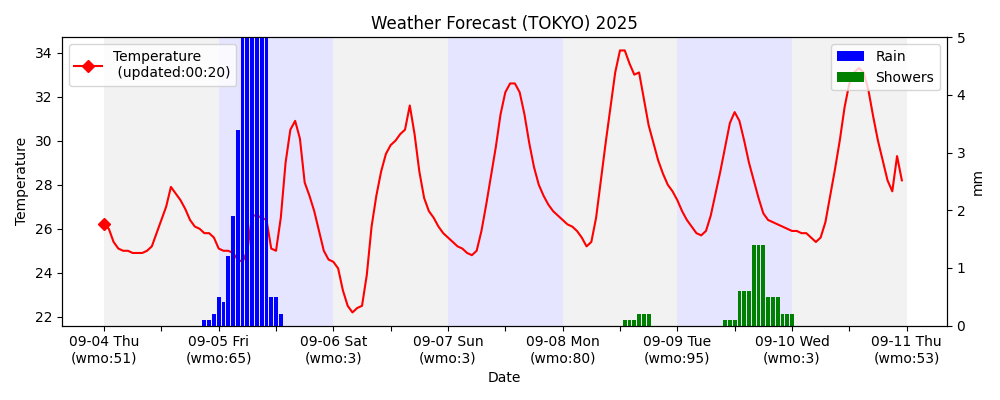 Weather Forecast (TOKYO) 2025
Temperature
(updated:00:20)
Rain
Showers
34
32
30
28
26
24
22
Temperature
5
4
3
2
1
0
mm
09-04 Thu
(wmo:51)
09-05 Fri
(wmo:65)
09-06 Sat
(wmo:3)
09-07 Sun
(wmo:3)
09-08 Mon
(wmo:80)
09-09 Tue
(wmo:95)
09-10 Wed
(wmo:3)
09-11 Thu
(wmo:53)
Date